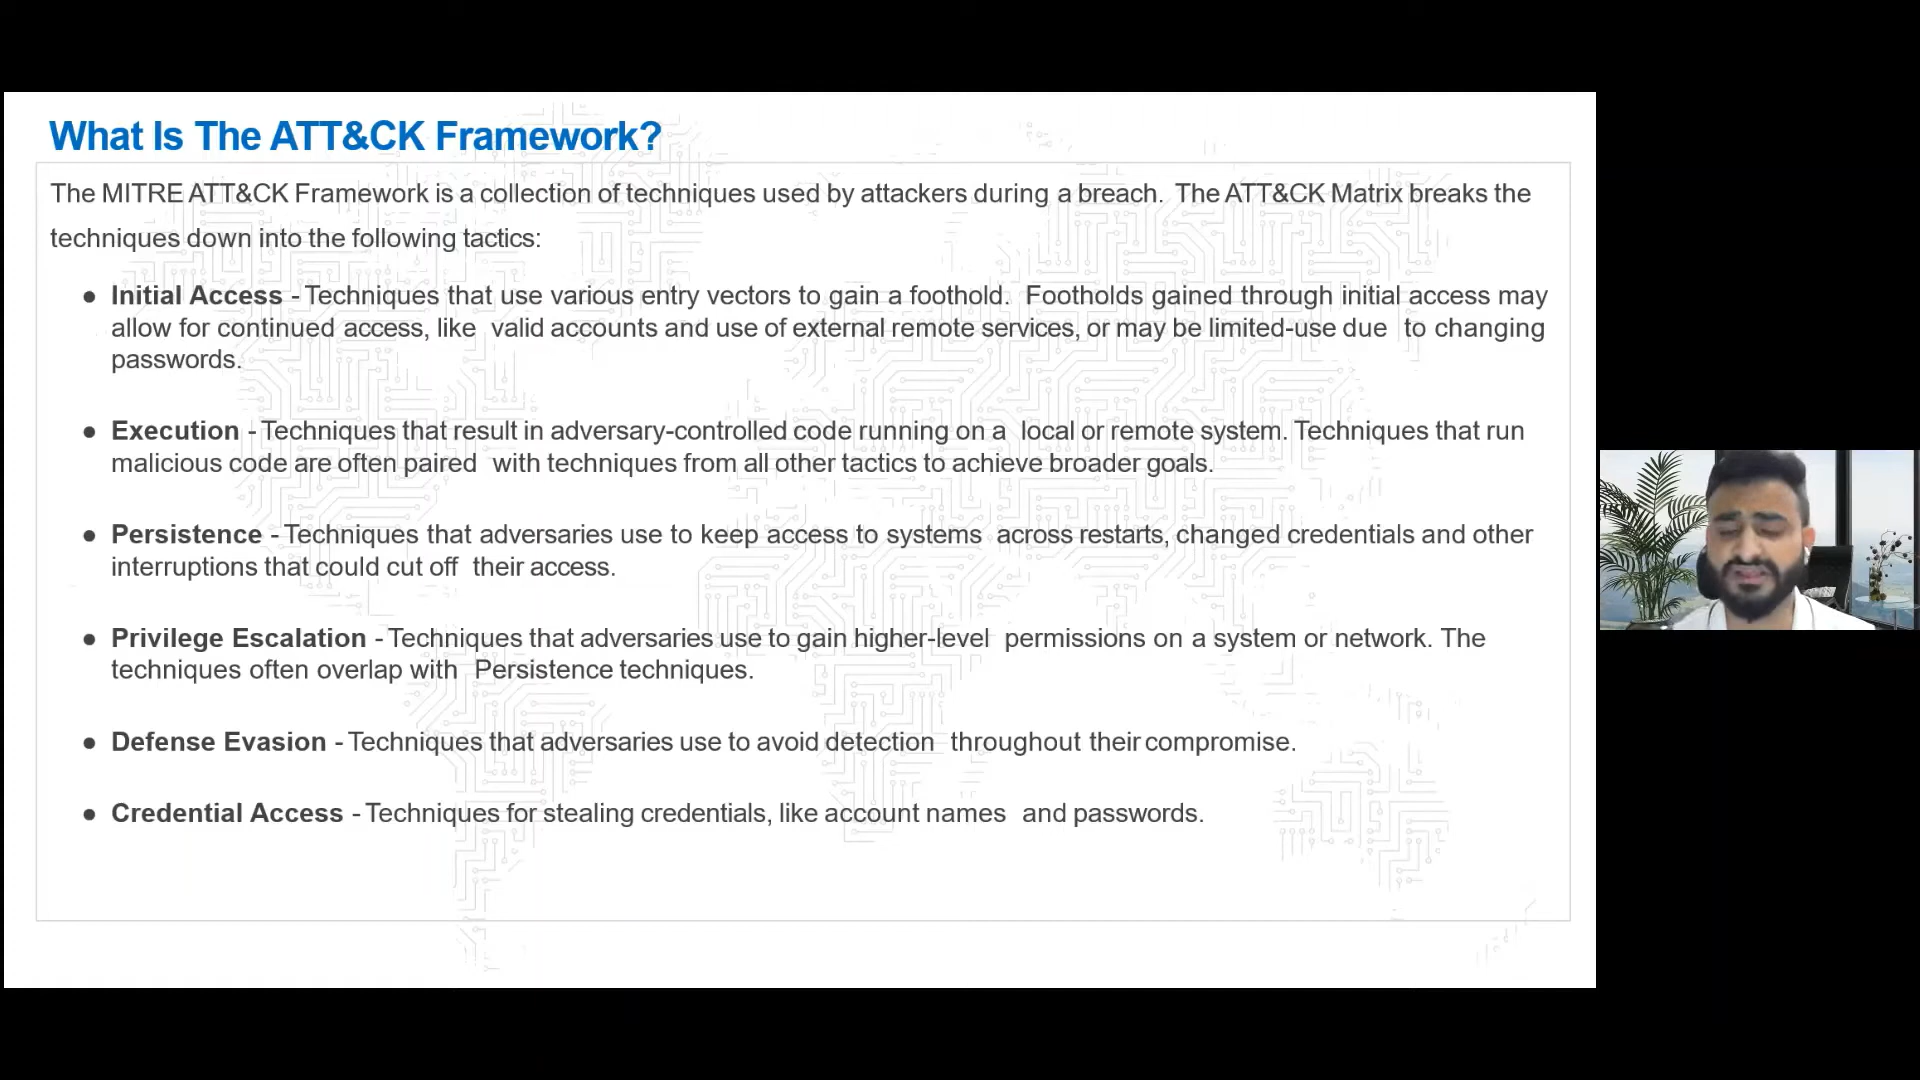 What Is The ATT&CK Framework?
The MITRE ATT&CK Framework is a collection of techniques used by attackers during a breach. The ATT&CK Matrix breaks the
techniques down into the following tactics:
● Initial Access - Techniques that use various entry vectors to gain a foothold. Footholds gained through initial access may
allow for continued access, like valid accounts and use of external remote services, or may be limited-use due to changing
passwords.
● Execution - Techniques that result in adversary-controlled code running on a local or remote system. Techniques that run
malicious code are often paired with techniques from all other tactics to achieve broader goals.
● Persistence - Techniques that adversaries use to keep access to systems across restarts, changed credentials and other
interruptions that could cut off their access.
● Privilege Escalation - Techniques that adversaries use to gain higher-level permissions on a system or network. The
techniques often overlap with Persistence techniques.
● Defense Evasion - Techniques that adversaries use to avoid detection throughout their compromise.
● Credential Access - Techniques for stealing credentials, like account names and passwords.